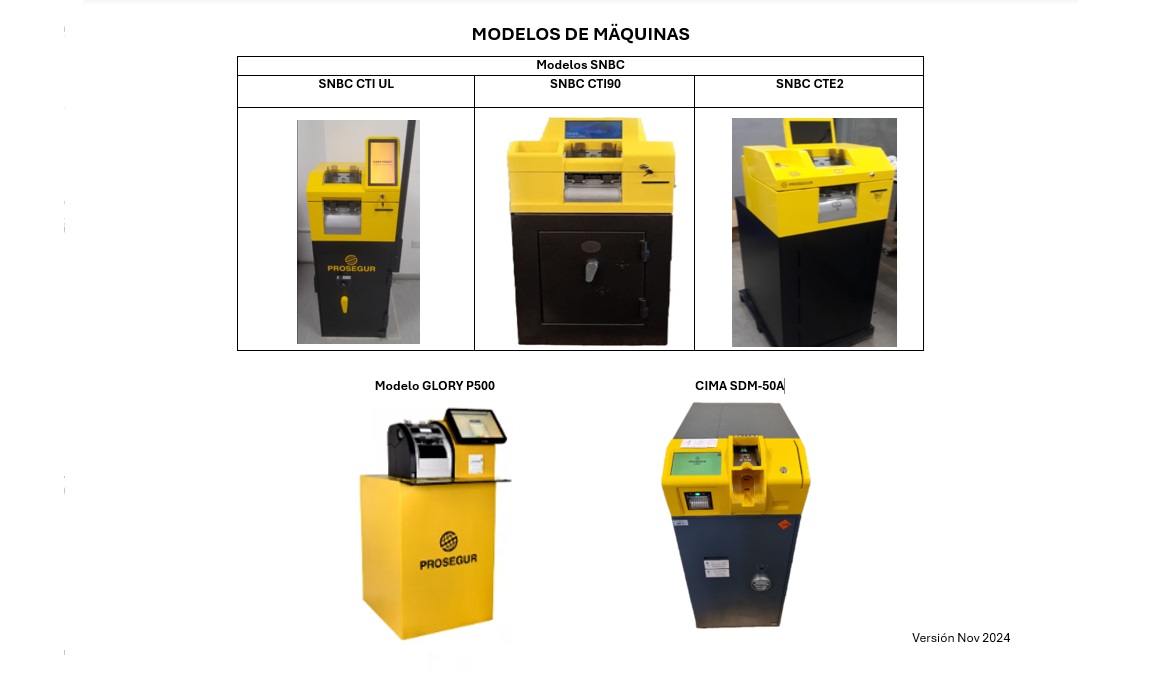 MODELOS DE MÄQUINAS
Modelos SNBC
SNBC CTI UL
SNBC CTI90
SNBC CTE2
PROSEGUR
PROSEGUR
Modelo GLORY P500
CIMA SDM-50A
PROSEGUR
Versión Nov 2024